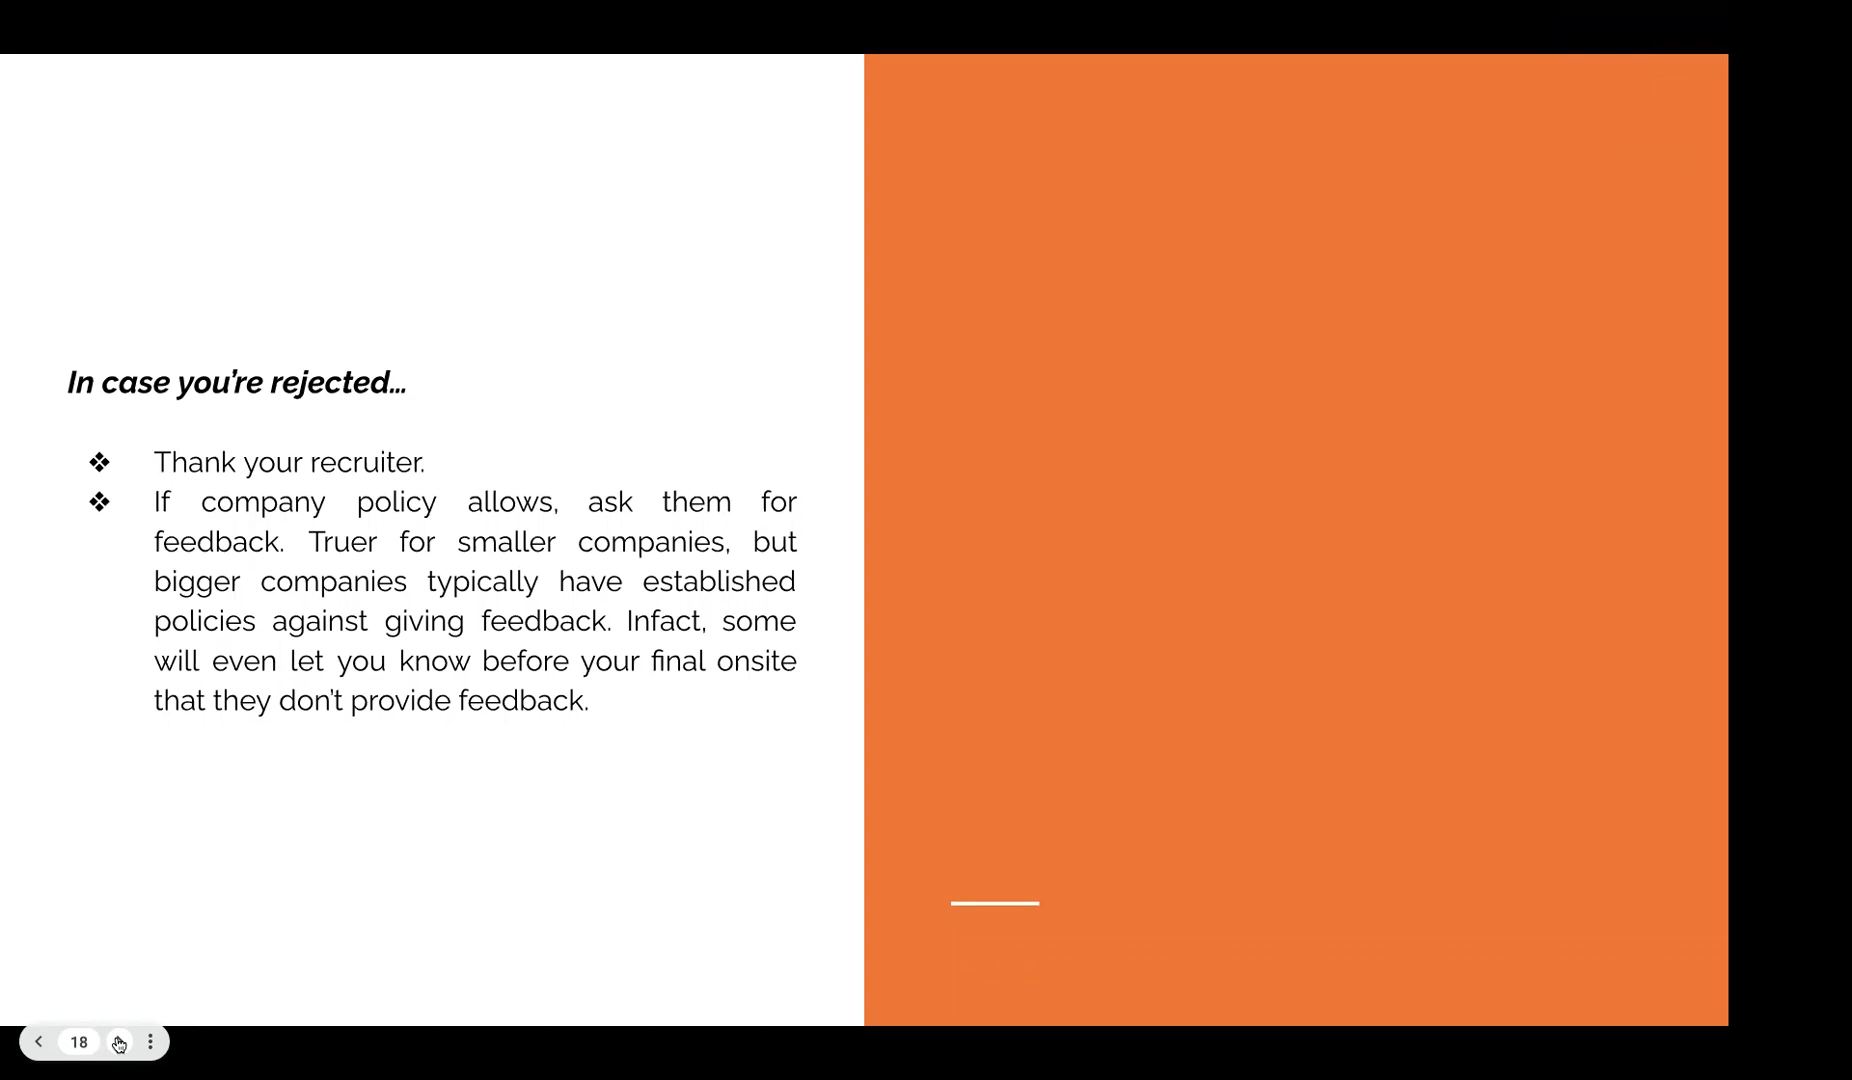 In case you're rejected...
❖ Thank your recruiter.
❖ If company policy allows, ask them for
feedback. Truer for smaller companies, but
bigger companies typically have established
policies against giving feedback. Infact, some
will even let you know before your final onsite
that they don't provide feedback.
18